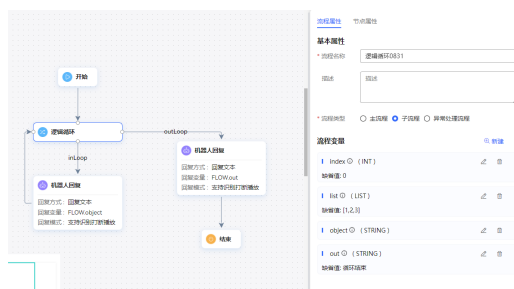 开始
逻辑循环
outLoop
inLoop
机器人回复
回复方式：回复文本
回复变量：FLOW.out
回复模式：支持识别打断播放
机器人回复
回复方式：回复文本
回复变量：FLOW.object
回复模式：支持识别打断播放
结束
流程属性 节点属性
基本属性
* 流程名称 逻辑循环0831
描述 描述
* 流程类型 主流程 子流程 异常处理流程
流程变量 新建
index ( INT )
缺省值: 0
list ( LIST )
缺省值: [1,2,3]
object ( STRING )
out ( STRING )
缺省值: 循环结束